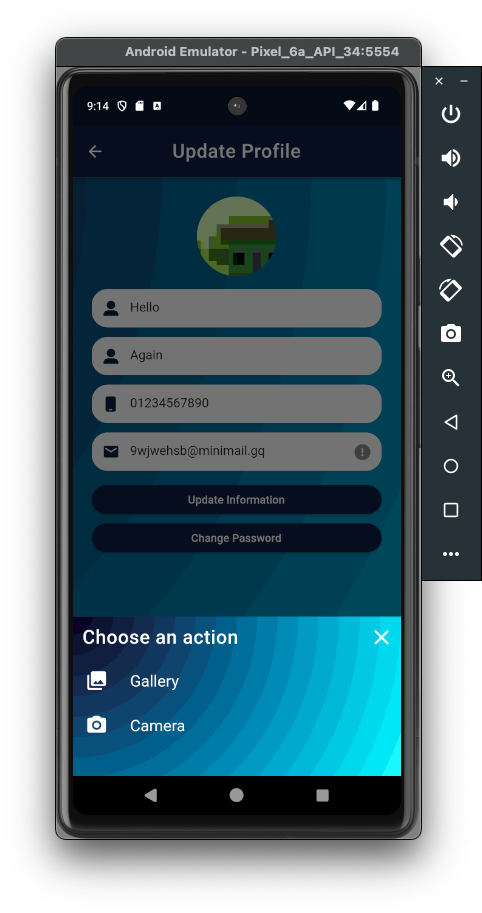 Android Emulator - Pixel_6a_API_34:5554
9:14
Update Profile
Hello
Again
01234567890
9wjwehsb@minimail.gq
Update Information
Change Password
Choose an action
Gallery
Camera